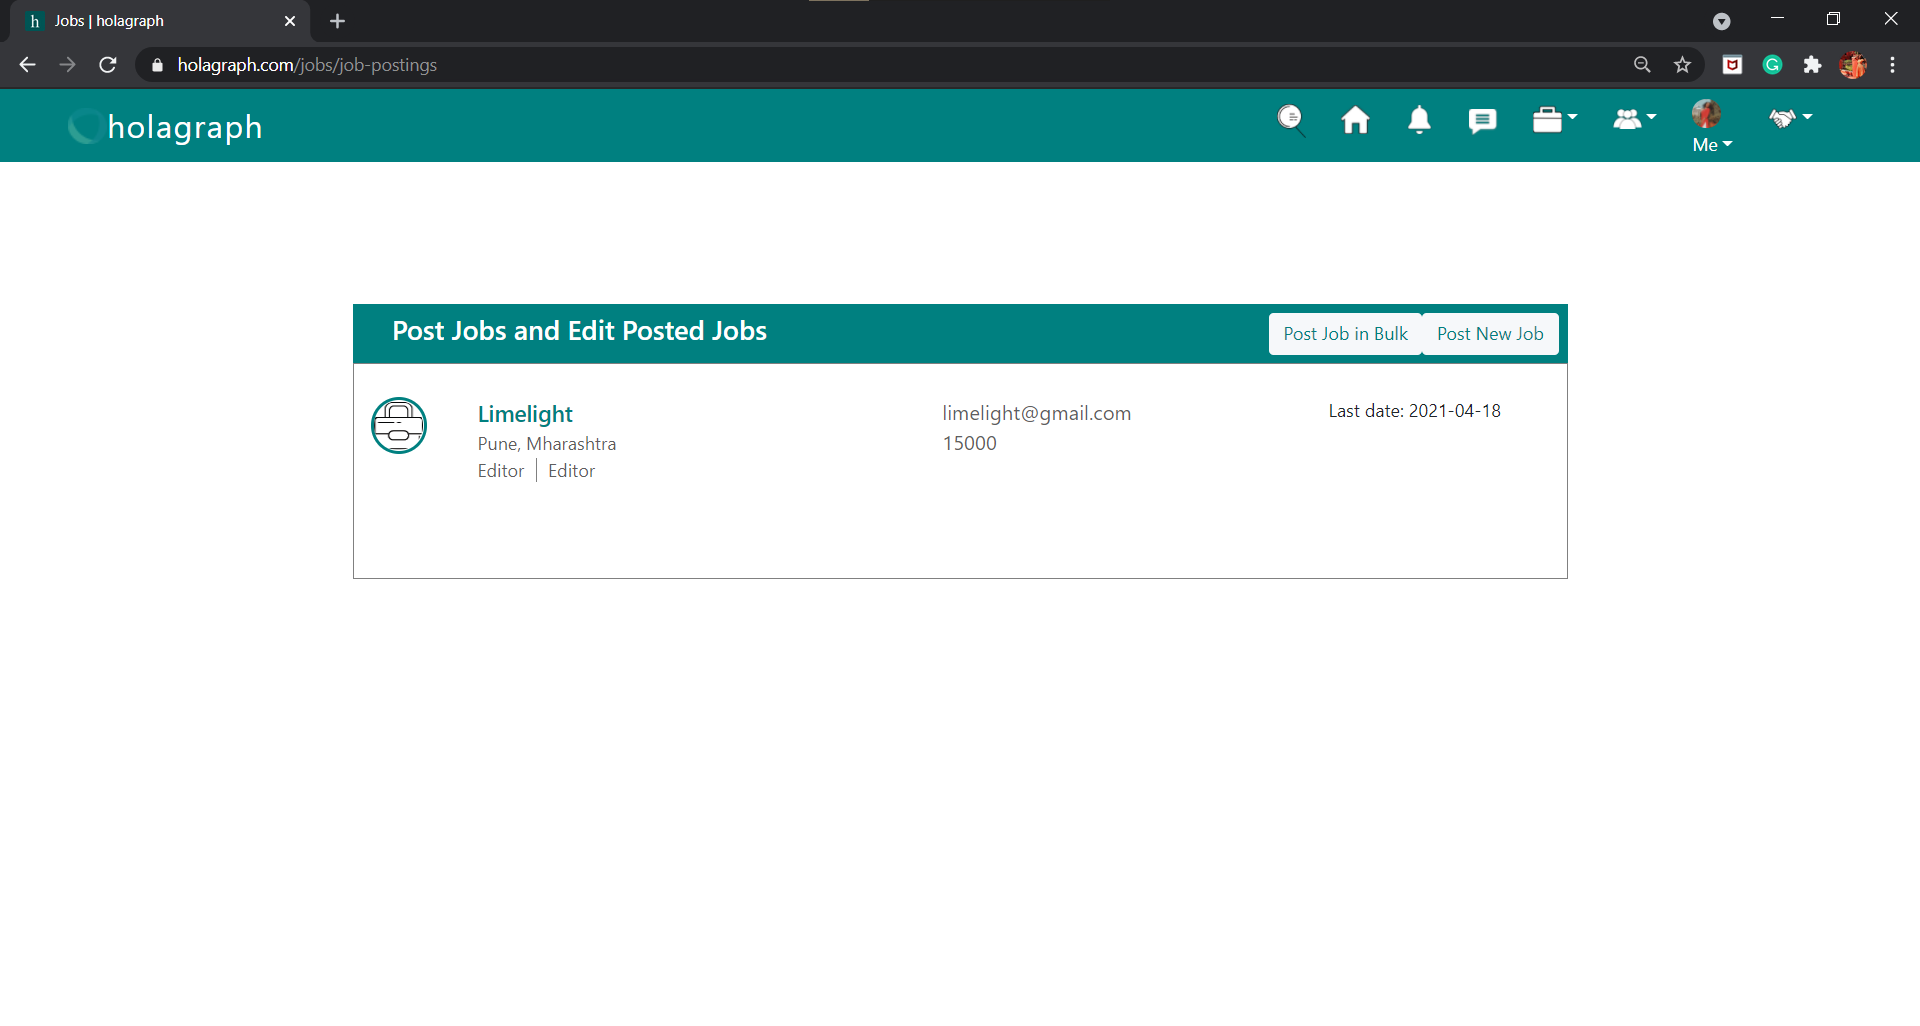 h Jobs | holagraph
holagraph.com/jobs/job-postings
holagraph
Me
Post Jobs and Edit Posted Jobs
Post Job in Bulk Post New Job
Limelight limelight@gmail.com Last date: 2021-04-18
Pune, Mharashtra 15000
Editor | Editor